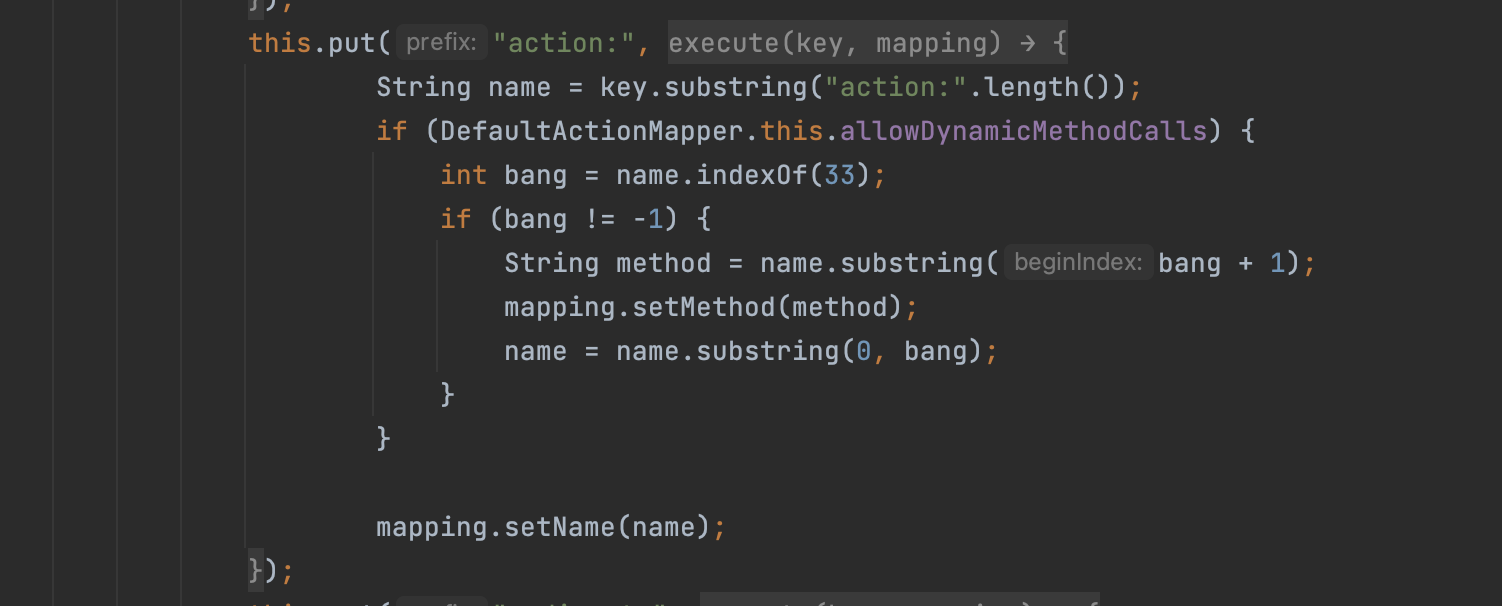 });
this.put( prefix: "action:", execute(key, mapping) → {
String name = key.substring("action:".length());
if (DefaultActionMapper.this.allowDynamicMethodCalls) {
int bang = name.indexOf(33);
if (bang != -1) {
String method = name.substring( beginIndex: bang + 1);
mapping.setMethod(method);
name = name.substring(0, bang);
}
}
mapping.setName(name);
});